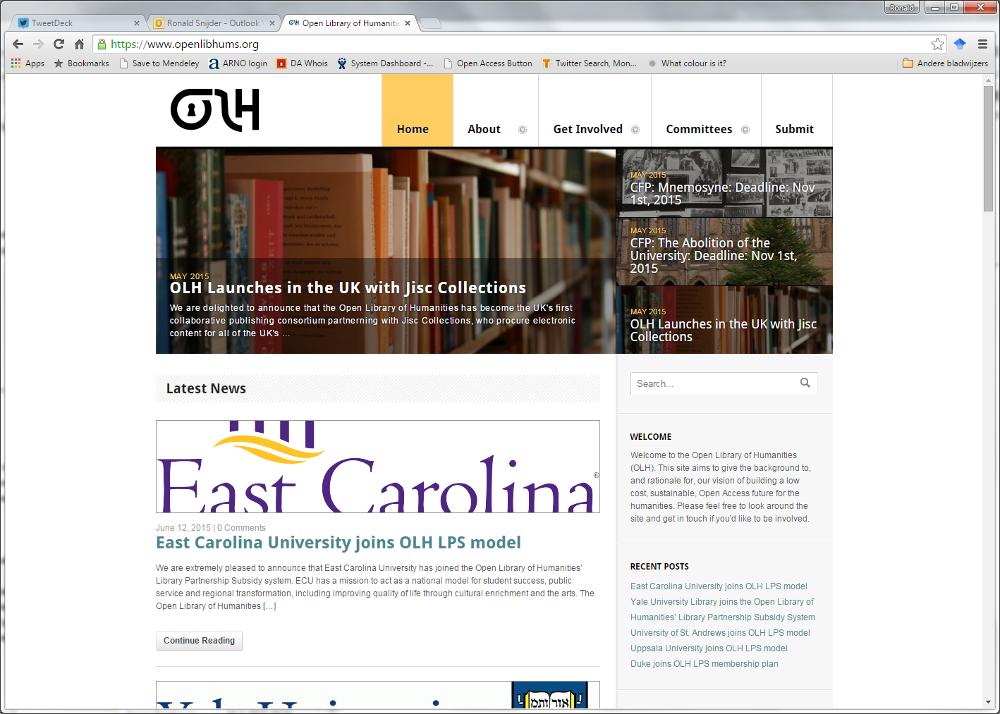 Ronald
TweetDeck
Ronald Snijder - Outlook
Open Library of Humanitie
https://www.openlibhums.org
Apps
Bookmarks
Save to Mendeley
a ARNO login
DA Whois
System Dashboard -...
Open Access Button
T Twitter Search, Mon...
What colour is it?
Andere bladwijzers
OLH
Home
About
Get Involved
Committees
Submit
MAY 2015
OLH Launches in the UK with Jisc Collections
We are delighted to announce that the Open Library of Humanities has become the UK's first
collaborative publishing consortium partnerning with Jisc Collections, who procure electronic
content for all of the UK's ...
MAY 2015
CFP: Mnemosyne: Deadline: Nov
1st, 2015
MAY 2015
CFP: The Abolition of the
University: Deadline: Nov 1st,
2015
MAY 2015
OLH Launches in the UK with Jisc
Collections
Latest News
East Carolina®
June 12, 2015 | 0 Comments
East Carolina University joins OLH LPS model
We are extremely pleased to announce that East Carolina University has joined the Open Library of Humanities'
Library Partnership Subsidy system. ECU has a mission to act as a national model for student success, public
service and regional transformation, including improving quality of life through cultural enrichment and the arts. The
Open Library of Humanities [...]
Continue Reading
Search...
WELCOME
Welcome to the Open Library of Humanities
(OLH). This site aims to give the background to,
and rationale for, our vision of building a low
cost, sustainable, Open Access future for the
humanities. Please feel free to look around the
site and get in touch if you'd like to be involved.
RECENT POSTS
East Carolina University joins OLH LPS model
Yale University Library joins the Open Library of
Humanities' Library Partnership Subsidy System
University of St. Andrews joins OLH LPS model
Uppsala University joins OLH LPS model
Duke joins OLH LPS membership plan